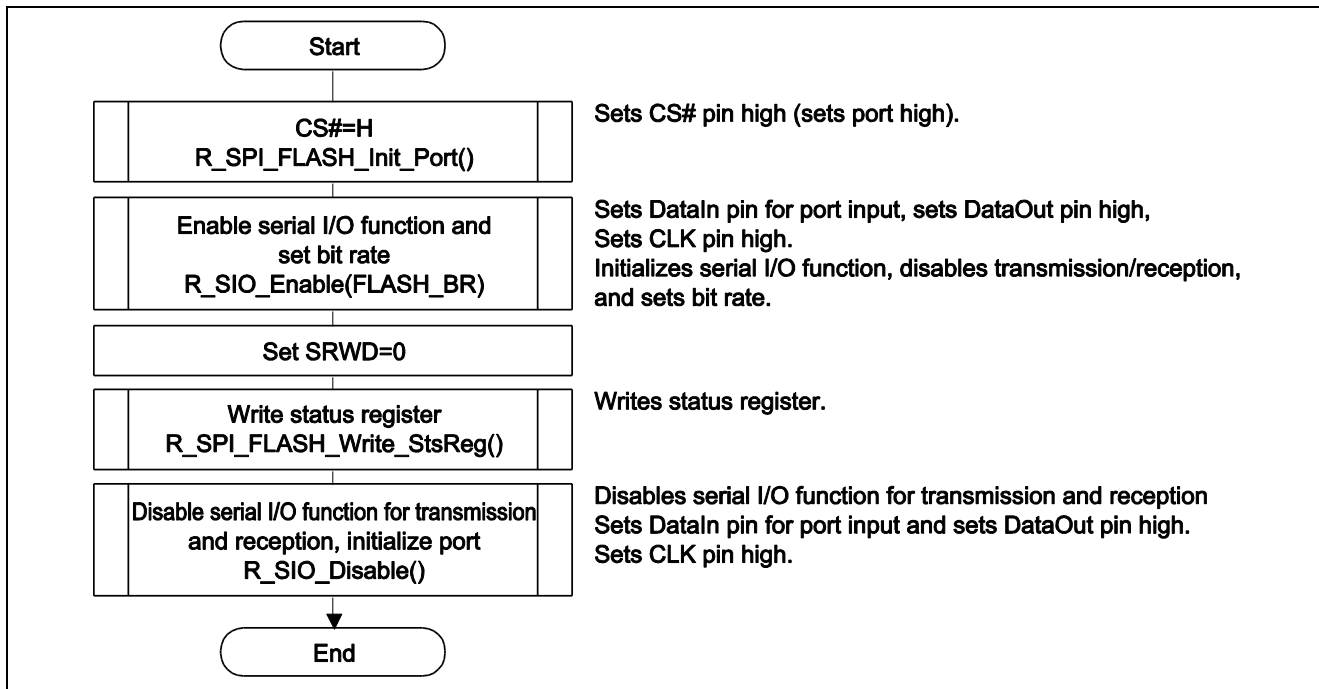 Start
CS#=H
R_SPI_FLASH_Init_Port()
Sets CS# pin high (sets port high).
Enable serial I/O function and
set bit rate
R_SIO_Enable(FLASH_BR)
Sets DataIn pin for port input, sets DataOut pin high,
Sets CLK pin high.
Initializes serial I/O function, disables transmission/reception,
and sets bit rate.
Set SRWD=0
Write status register
R_SPI_FLASH_Write_StsReg()
Writes status register.
Disable serial I/O function for transmission
and reception, initialize port
R_SIO_Disable()
Disables serial I/O function for transmission and reception
Sets DataIn pin for port input and sets DataOut pin high.
Sets CLK pin high.
End